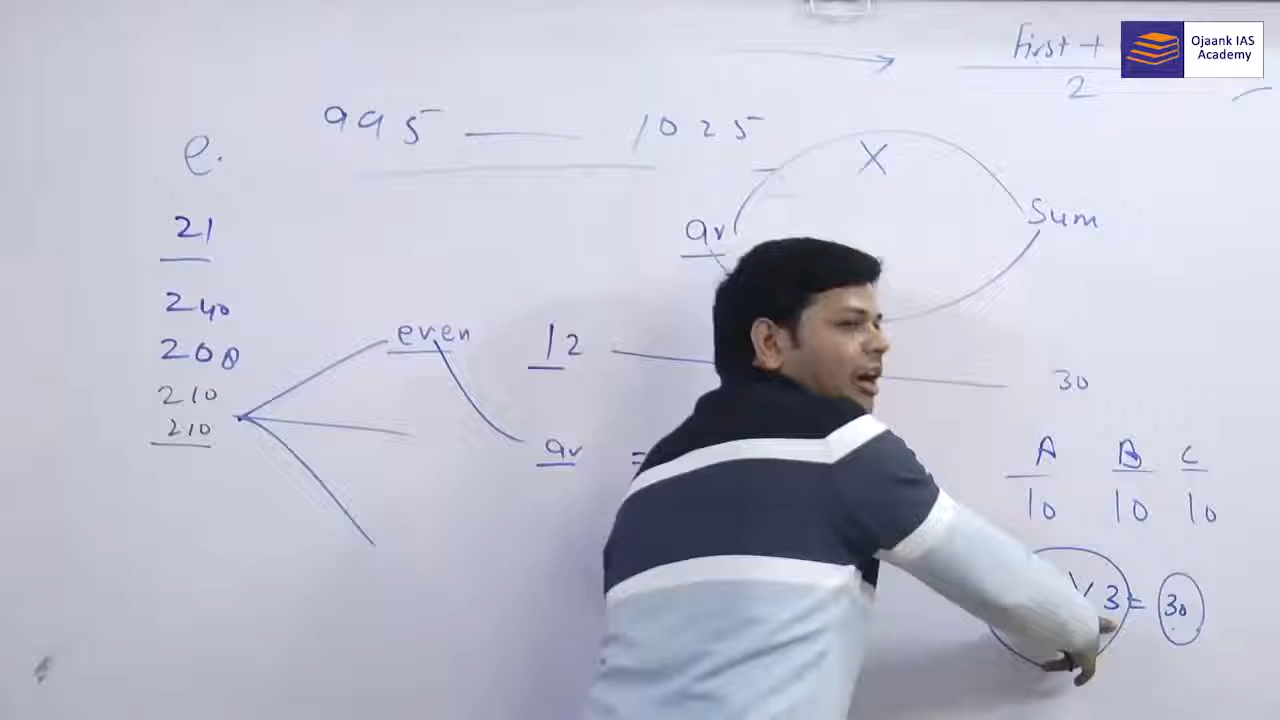 First +
2
Ojaank IAS
Academy
995 — 1025
e.
X
21
av
Sum
240
208
even
12
30
210
210
av =
A B C
10 10 10
3 = 30